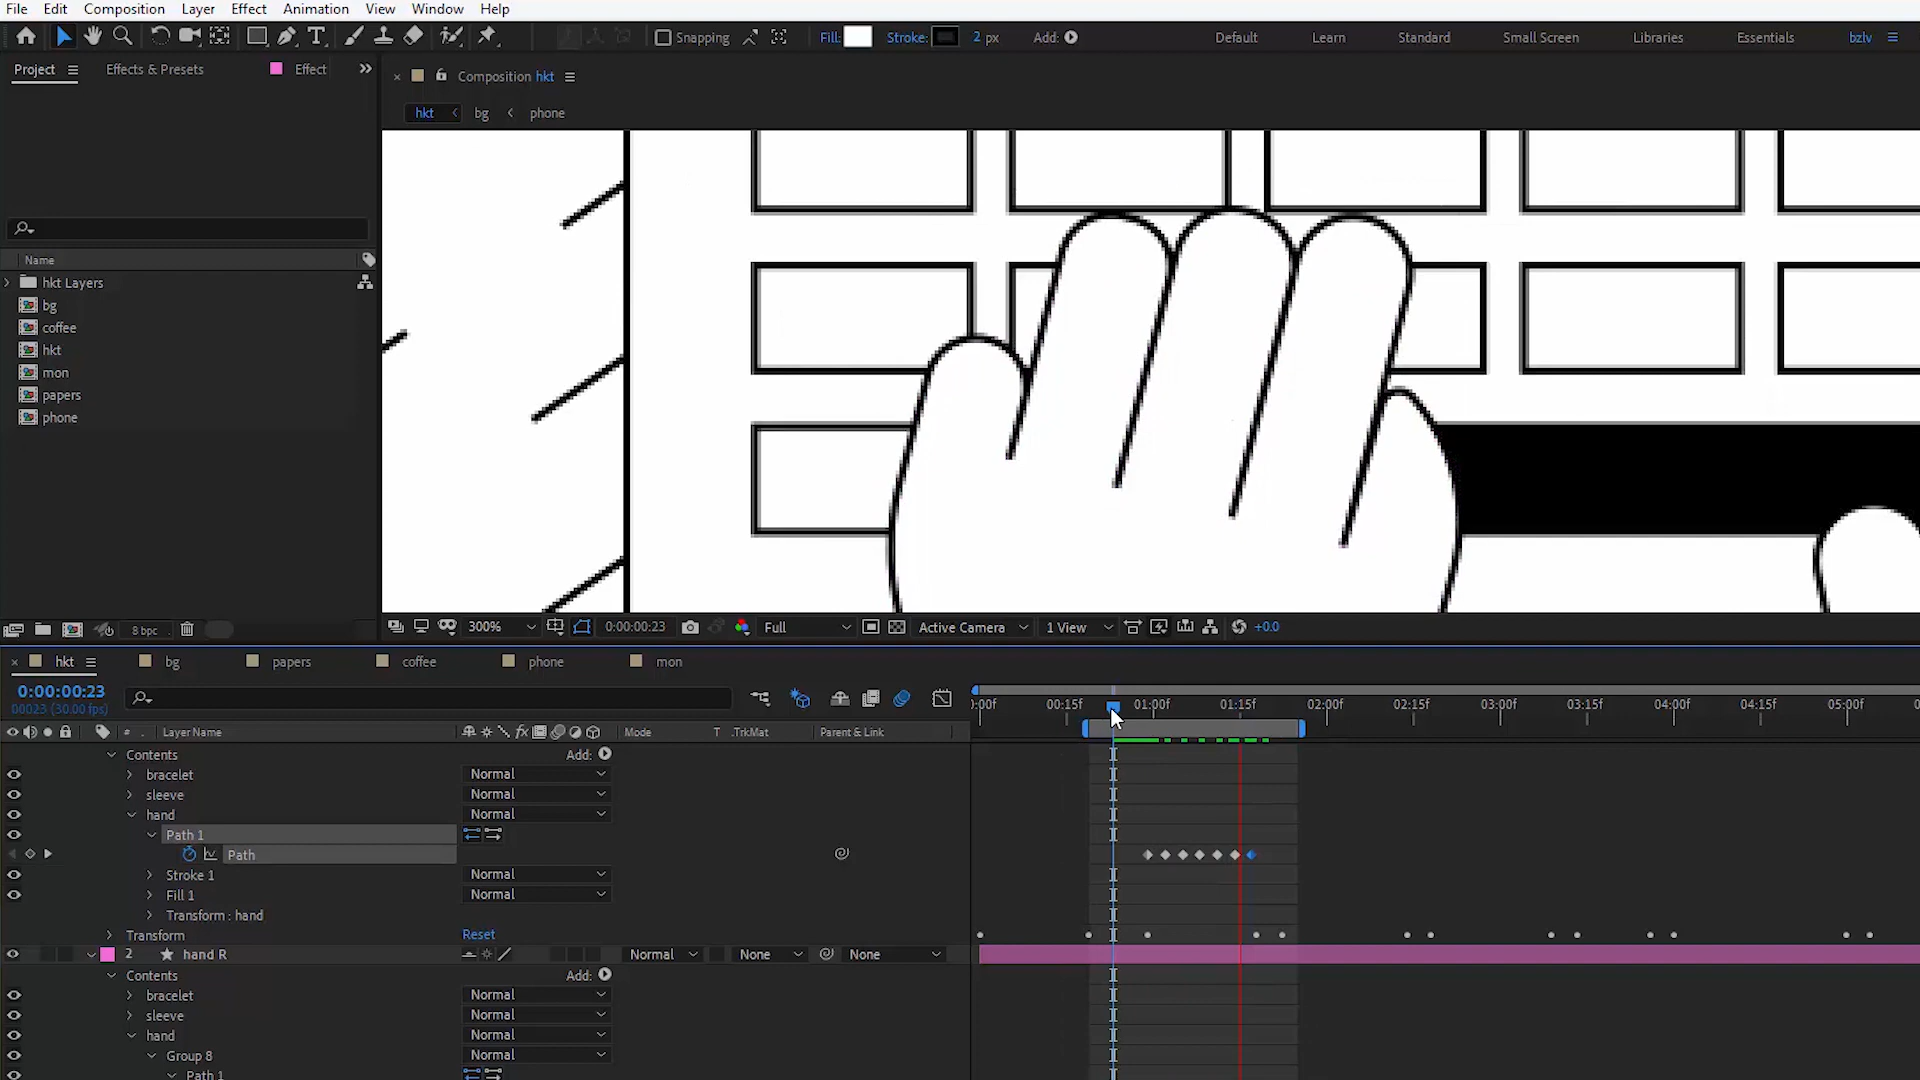 File Edit Composition Layer Effect Animation View Window Help
Snapping Fill: Stroke: 2 px Add: Default Learn Standard Small Screen Libraries Essentials bzlv
Project Effects & Presets Effect
Composition hkt
hkt bg phone
Name
hkt Layers
bg
coffee
hkt
mon
papers
phone
8 bpc
300% 0:00:00:23 Full Active Camera 1 View +0.0
hkt bg papers coffee phone mon
0:00:00:23
00023 (30.00 fps)
:00f 00:15f 01:00f 01:15f 02:00f 02:15f 03:00f 03:15f 04:00f 04:15f 05:00f
# Layer Name Mode T .TrkMat Parent & Link
Contents Add:
bracelet Normal
sleeve Normal
hand Normal
Path 1
Path
Stroke 1 Normal
Fill 1 Normal
Transform : hand
Transform Reset
2 hand R Normal None None
Contents Add:
bracelet Normal
sleeve Normal
hand Normal
Group 8 Normal
Path 1